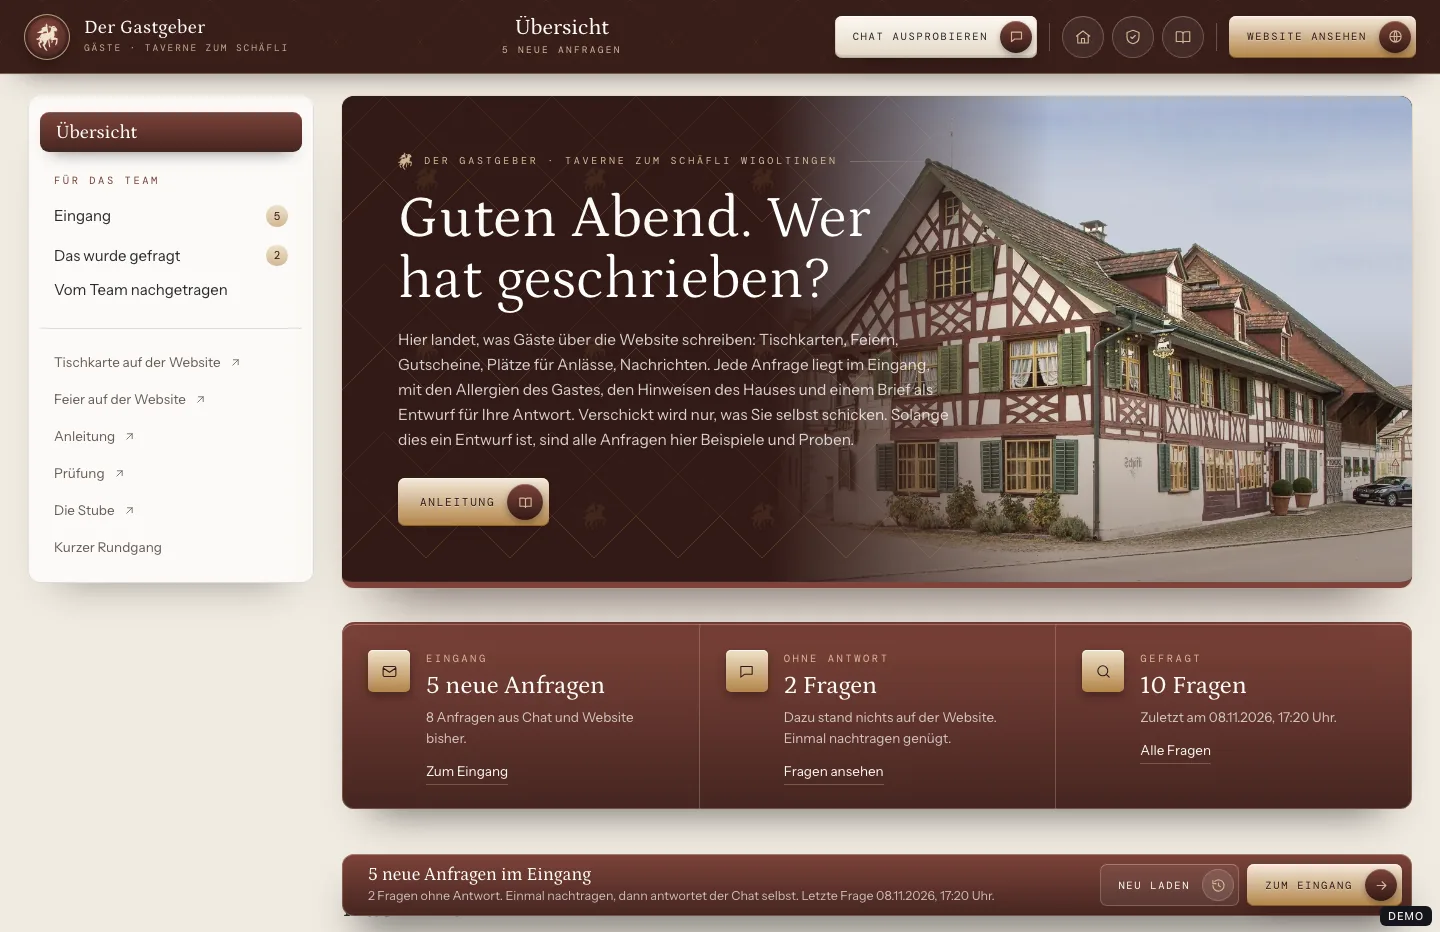 Der Gastgeber
GÄSTE · TAVERNE ZUM SCHÄFLI
Übersicht
5 NEUE ANFRAGEN
CHAT AUSPROBIEREN
WEBSITE ANSEHEN
Übersicht
FÜR DAS TEAM
Eingang 5
Das wurde gefragt 2
Vom Team nachgetragen
Tischkarte auf der Website
Feier auf der Website
Anleitung
Prüfung
Die Stube
Kurzer Rundgang
DER GASTGEBER · TAVERNE ZUM SCHÄFLI WIGOLTINGEN
Guten Abend. Wer
hat geschrieben?
Hier landet, was Gäste über die Website schreiben: Tischkarten, Feiern,
Gutscheine, Plätze für Anlässe, Nachrichten. Jede Anfrage liegt im Eingang,
mit den Allergien des Gastes, den Hinweisen des Hauses und einem Brief als
Entwurf für Ihre Antwort. Verschickt wird nur, was Sie selbst schicken. Solange
dies ein Entwurf ist, sind alle Anfragen hier Beispiele und Proben.
ANLEITUNG
EINGANG
5 neue Anfragen
8 Anfragen aus Chat und Website
bisher.
Zum Eingang
OHNE ANTWORT
2 Fragen
Dazu stand nichts auf der Website.
Einmal nachtragen genügt.
Fragen ansehen
GEFRAGT
10 Fragen
Zuletzt am 08.11.2026, 17:20 Uhr.
Alle Fragen
5 neue Anfragen im Eingang
2 Fragen ohne Antwort. Einmal nachtragen, dann antwortet der Chat selbst. Letzte Frage 08.11.2026, 17:20 Uhr.
NEU LADEN
ZUM EINGANG
DEMO